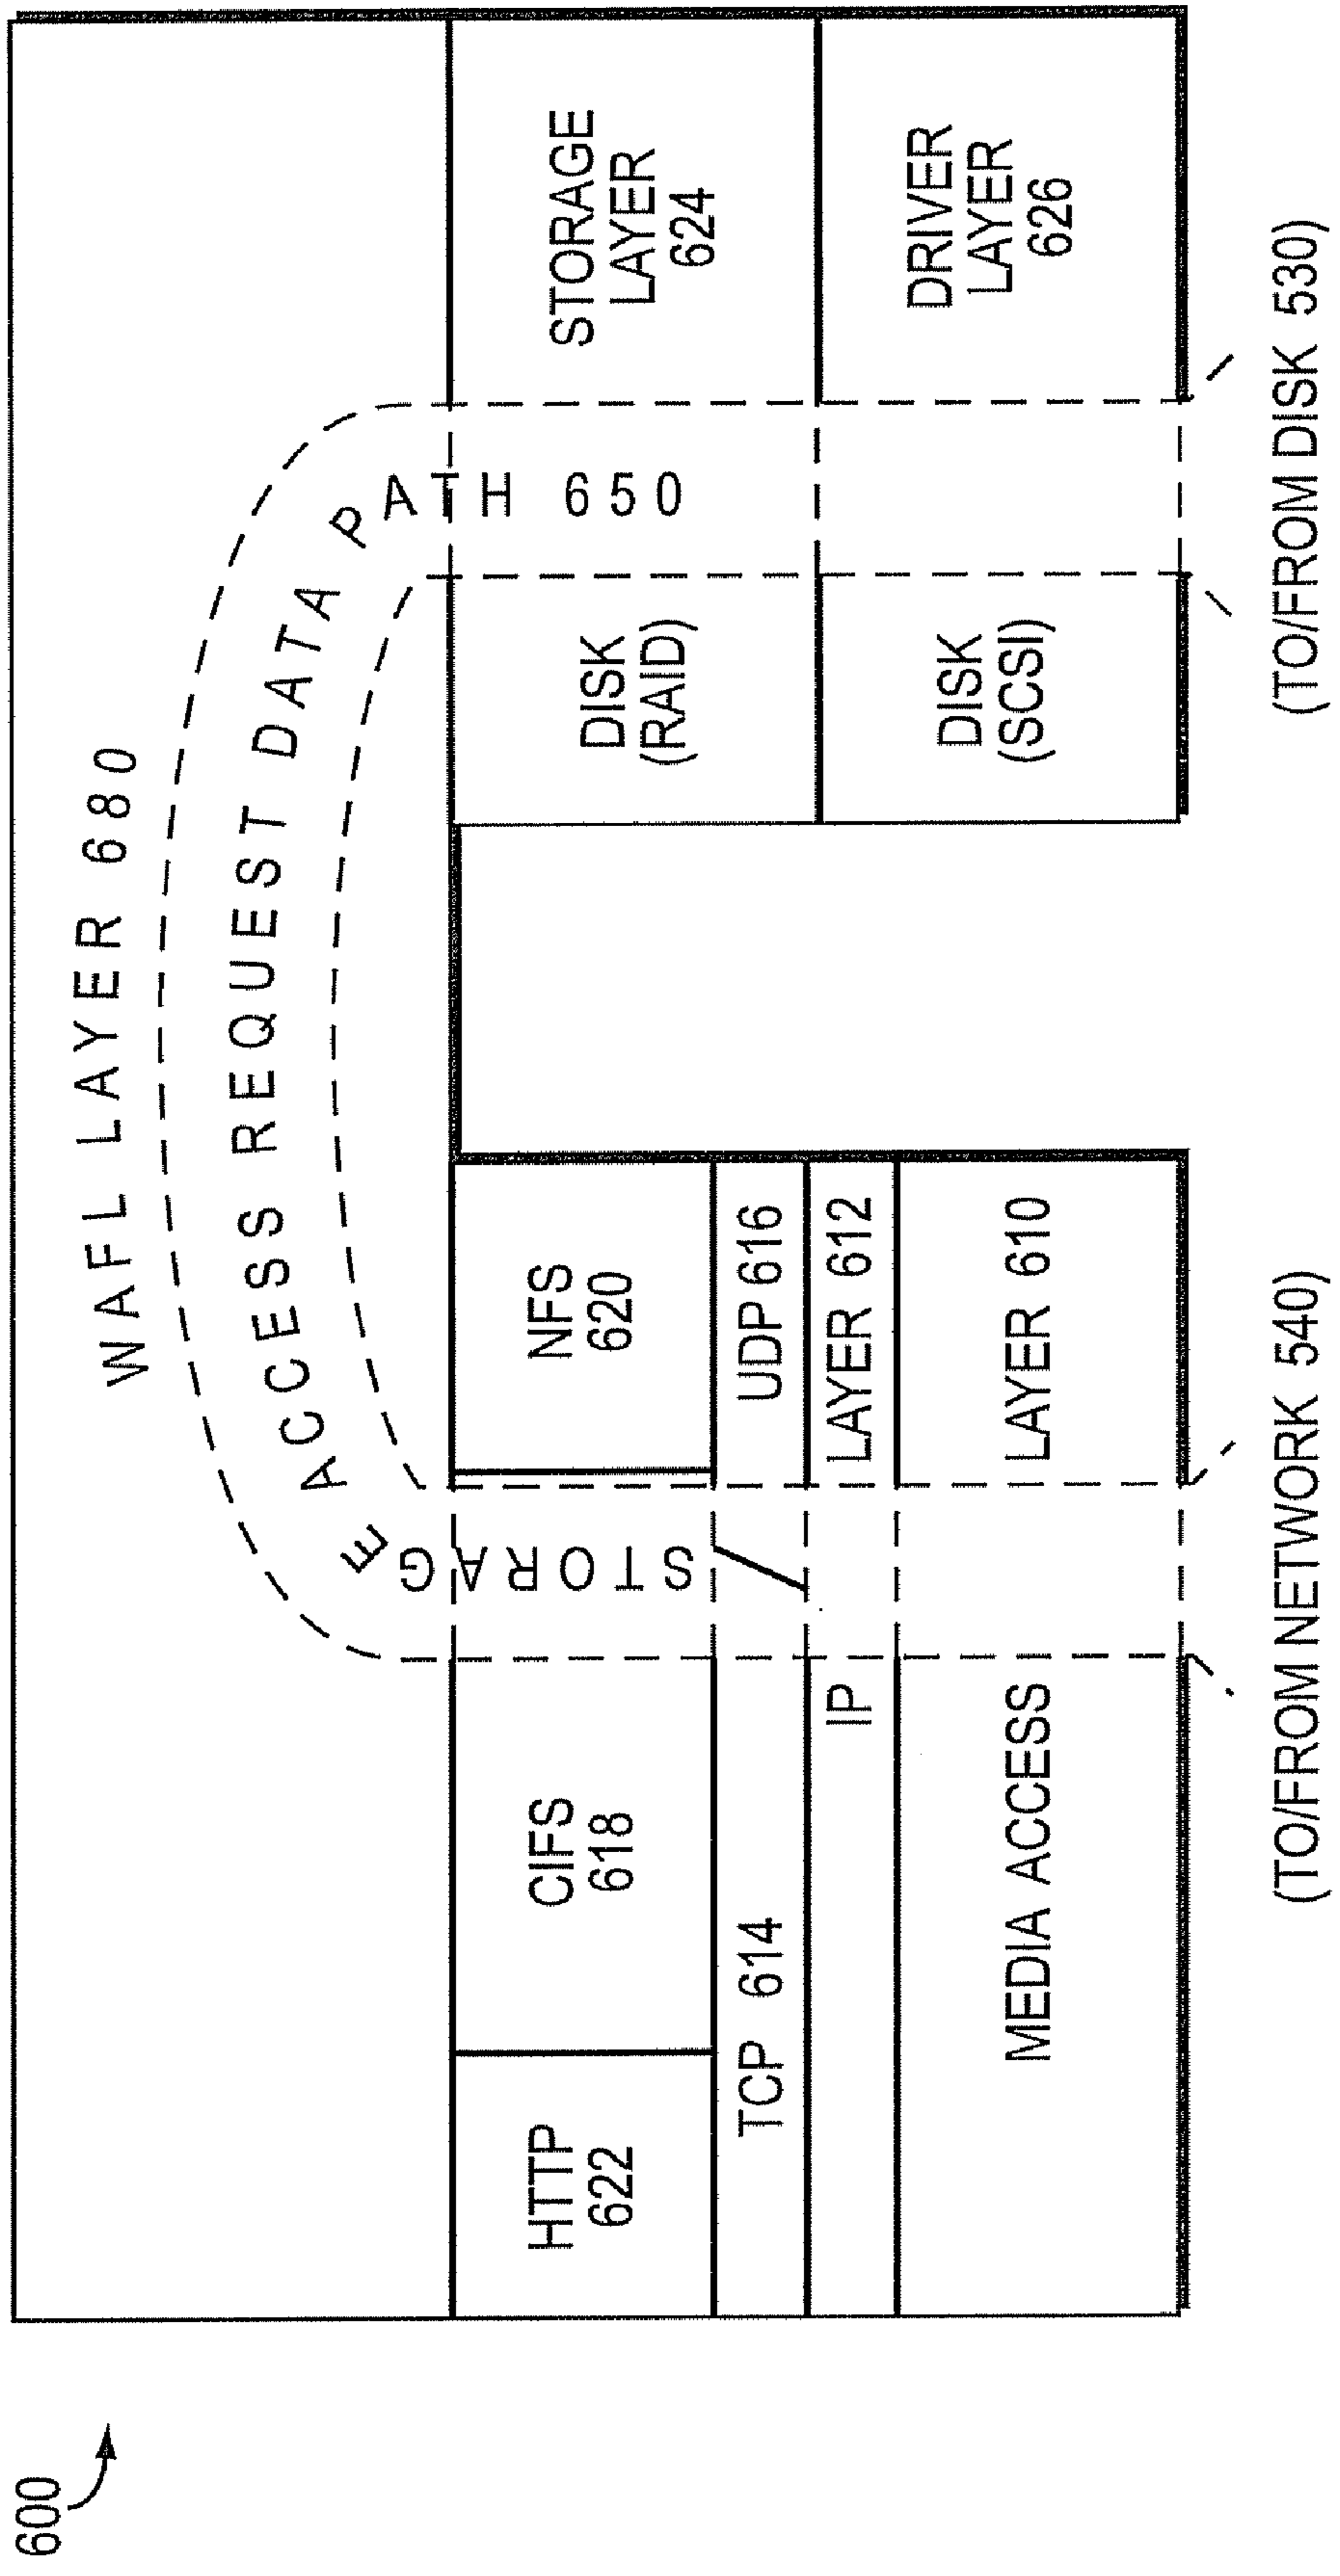 600
WAFL LAYER 680
STORAGE ACCESS REQUEST DATA PATH 650
HTTP
622
CIFS
618
NFS
620
DISK
(RAID)
STORAGE
LAYER
624
TCP 614
UDP 616
IP
LAYER 612
MEDIA ACCESS
LAYER 610
DISK
(SCSI)
DRIVER
LAYER
626
(TO/FROM NETWORK 540)
(TO/FROM DISK 530)